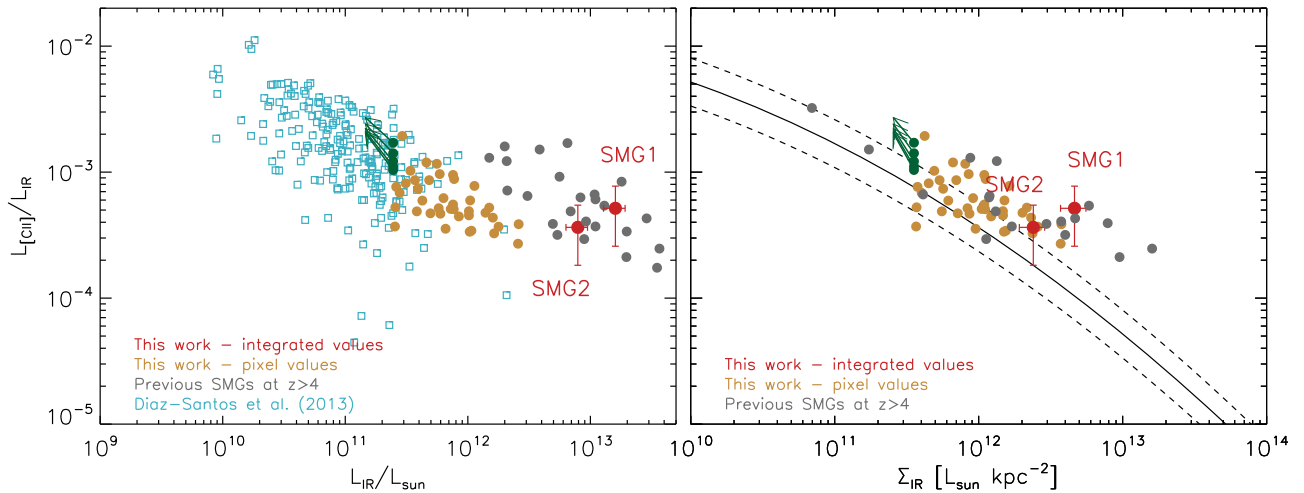 10⁻²
10⁻³
10⁻⁴
10⁻⁵
L[CII]/LIR
SMG1
SMG2
This work – integrated values
This work – pixel values
Previous SMGs at z>4
Diaz–Santos et al. (2013)
10⁹ 10¹⁰ 10¹¹ 10¹² 10¹³
LIR/Lsun
SMG1
SMG2
This work – integrated values
This work – pixel values
Previous SMGs at z>4
10¹⁰ 10¹¹ 10¹² 10¹³ 10¹⁴
ΣIR [Lsun kpc⁻²]